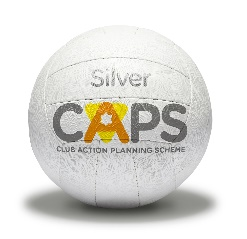 Silver
CAPS
CLUB ACTION PLANNING SCHEME